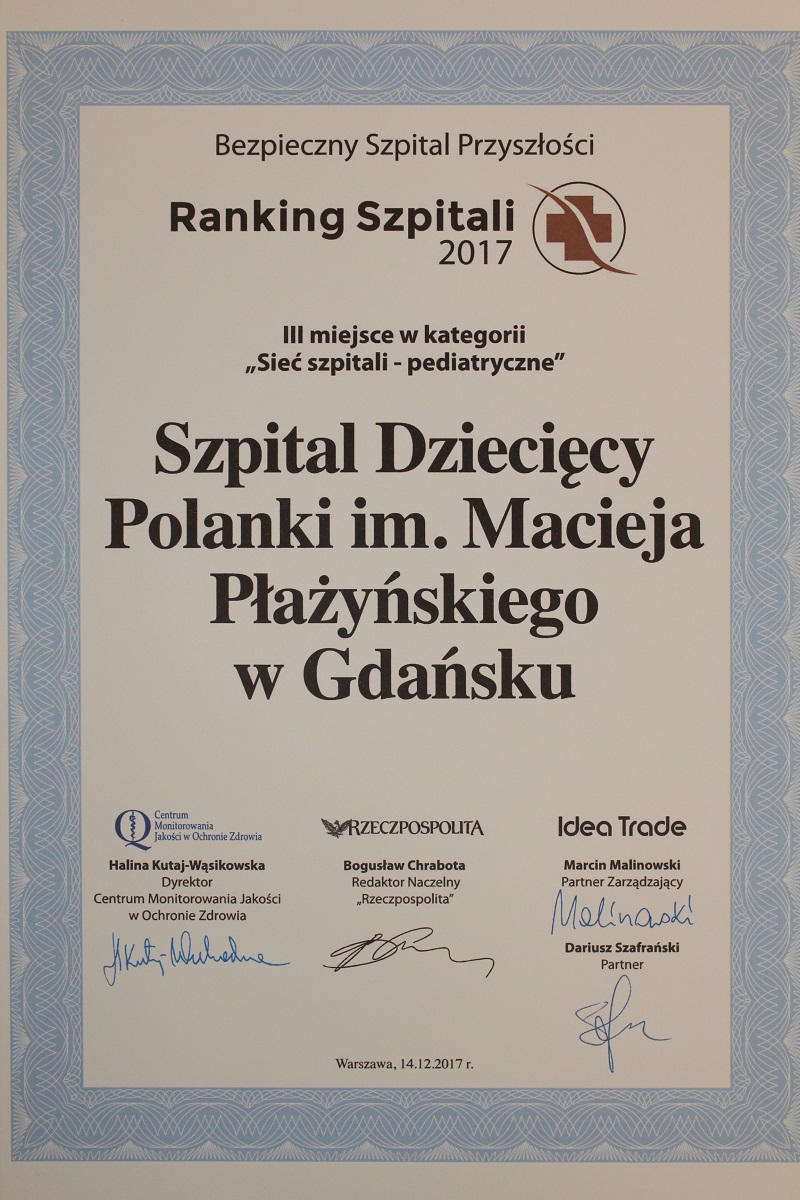 Bezpieczny Szpital Przyszłości
Ranking Szpitali
2017
III miejsce w kategorii
„Sieć szpitali - pediatryczne”
Szpital Dziecięcy
Polanki im. Macieja
Płażyńskiego
w Gdańsku
Centrum
Monitorowania
Jakości w Ochronie Zdrowia
Halina Kutaj-Wąsikowska
Dyrektor
Centrum Monitorowania Jakości
w Ochronie Zdrowia
RZECZPOSPOLITA
Bogusław Chrabota
Redaktor Naczelny
„Rzeczpospolita”
Idea Trade
Marcin Malinowski
Partner Zarządzający
Malinowski
Dariusz Szafrański
Partner
Warszawa, 14.12.2017 r.